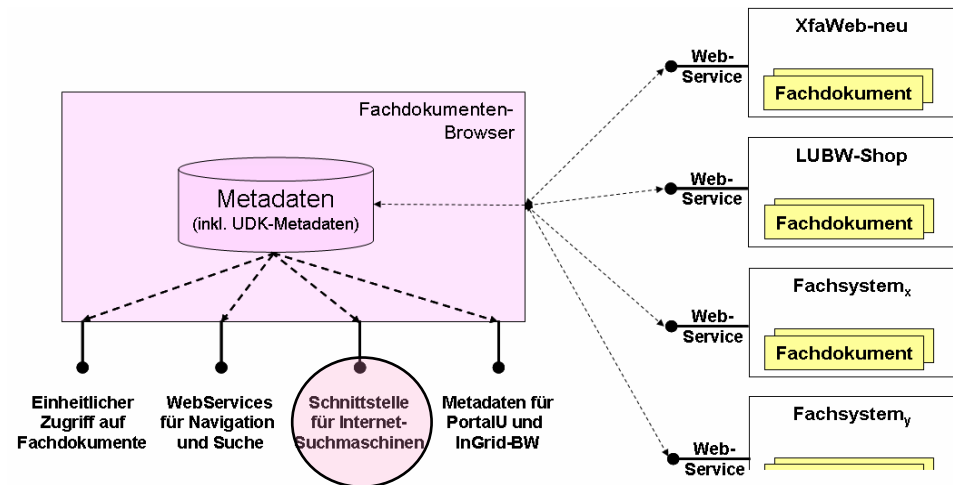 Fachdokumenten-
Browser
Metadaten
(inkl. UDK-Metadaten)
Einheitlicher
Zugriff auf
Fachdokumente
WebServices
für Navigation
und Suche
Schnittstelle
für Internet-
Suchmaschinen
Metadaten für
PortalU und
InGrid-BW
Web-
Service
XfaWeb-neu
Fachdokument
Web-
Service
LUBW-Shop
Fachdokument
Web-
Service
Fachsystemx
Fachdokument
Web-
Service
Fachsystemy